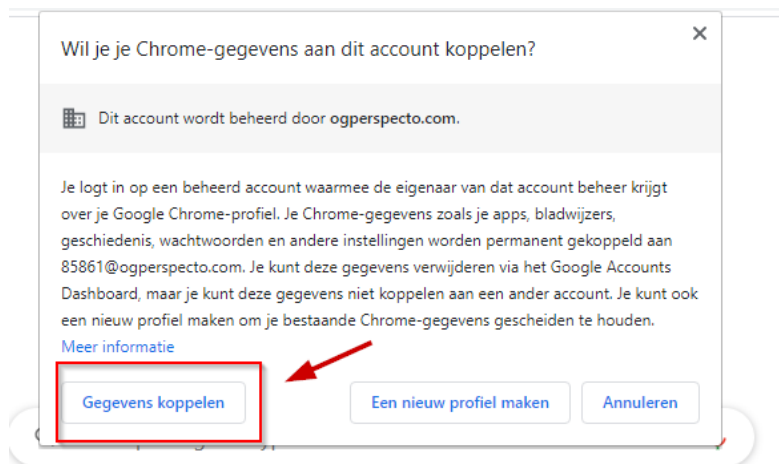 Wil je je Chrome-gegevens aan dit account koppelen?
Dit account wordt beheerd door ogperspecto.com.
Je logt in op een beheerd account waarmee de eigenaar van dat account beheer krijgt
over je Google Chrome-profiel. Je Chrome-gegevens zoals je apps, bladwijzers,
geschiedenis, wachtwoorden en andere instellingen worden permanent gekoppeld aan
85861@ogperspecto.com. Je kunt deze gegevens verwijderen via het Google Accounts
Dashboard, maar je kunt deze gegevens niet koppelen aan een ander account. Je kunt ook
een nieuw profiel maken om je bestaande Chrome-gegevens gescheiden te houden.
Meer informatie
Gegevens koppelen Een nieuw profiel maken Annuleren